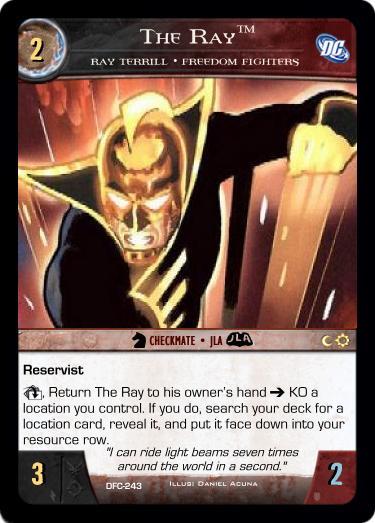 2
The Ray™
Ray Terrill • Freedom Fighters
DC
CHECKMATE • JLA JLA
Reservist
, Return The Ray to his owner's hand ➔ KO a
location you control. If you do, search your deck for a
location card, reveal it, and put it face down into your
resource row.
"I can ride light beams seven times
around the world in a second."
3
DFC-243
Illus: Daniel Acuna
2